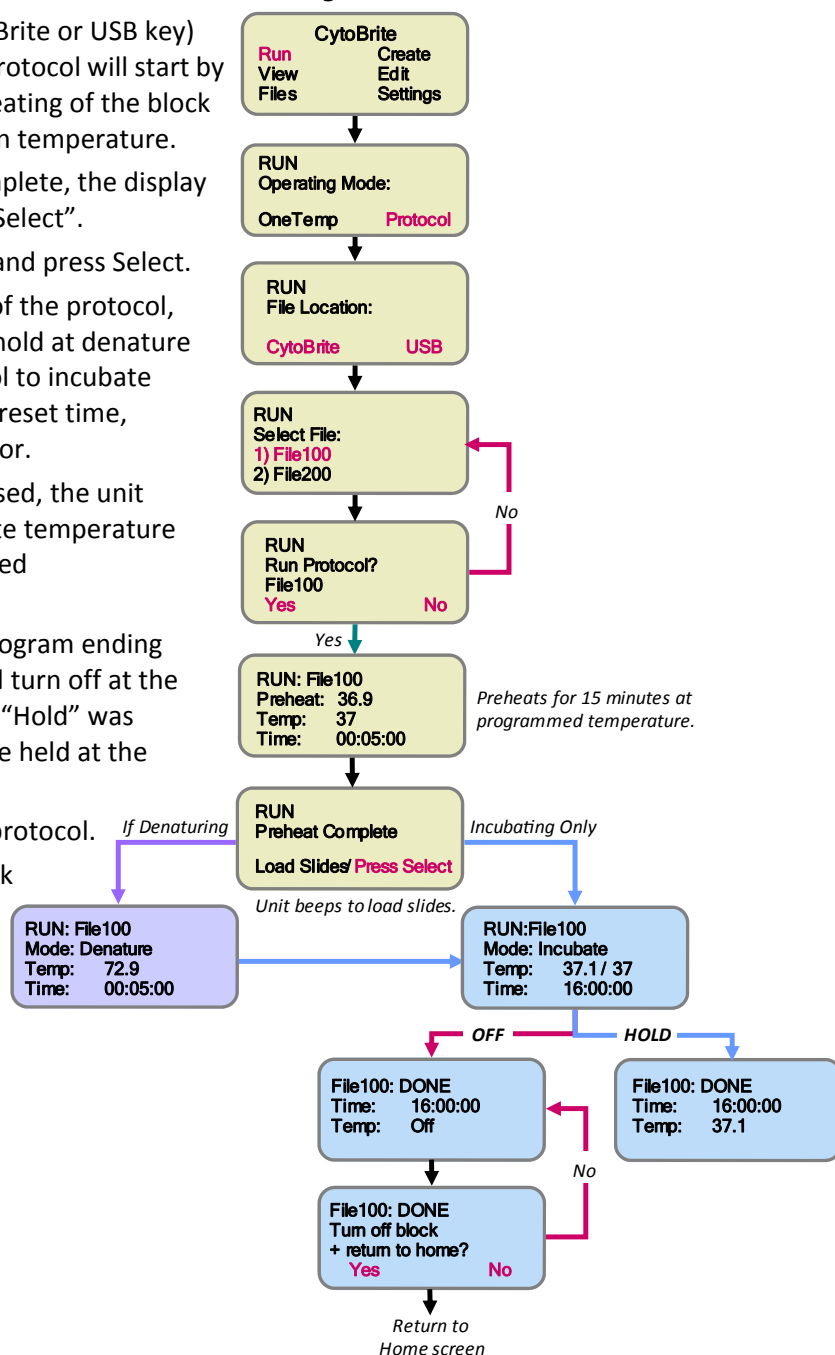 Brite or USB key)
rotocol will start by
eating of the block
n temperature.
nplete, the display
Select”.
and press Select.
of the protocol,
hold at denature
ol to incubate
reset time,
or.
sed, the unit
te temperature
ed
rogram ending
l turn off at the
“Hold” was
e held at the
protocol.
k
CytoBrite
Run Create
View Edit
Files Settings
RUN
Operating Mode:
OneTemp Protocol
RUN
File Location:
CytoBrite USB
RUN
Select File:
1) File100
2) File200
No
RUN
Run Protocol?
File100
Yes No
Yes
RUN: File100
Preheat: 36.9
Temp: 37
Time: 00:05:00
Preheats for 15 minutes at
programmed temperature.
RUN
Preheat Complete
Load Slides/ Press Select
If Denaturing
Incubating Only
Unit beeps to load slides.
RUN: File100
Mode: Denature
Temp: 72.9
Time: 00:05:00
RUN:File100
Mode: Incubate
Temp: 37.1 / 37
Time: 16:00:00
OFF
HOLD
File100: DONE
Time: 16:00:00
Temp: Off
File100: DONE
Time: 16:00:00
Temp: 37.1
No
File100: DONE
Turn off block
+ return to home?
Yes No
Return to
Home screen